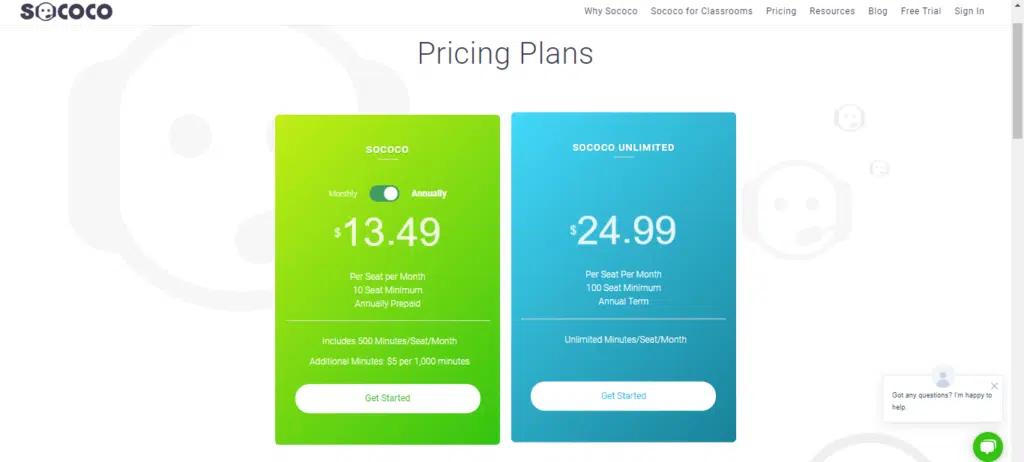 SOCOCO
Why Sococo Sococo for Classrooms Pricing Resources Blog Free Trial Sign In
Pricing Plans
SOCOCO
Monthly Annually
$13.49
Per Seat per Month
10 Seat Minimum
Annually Prepaid
Includes 500 Minutes/Seat/Month
Additional Minutes: $5 per 1,000 minutes
Get Started
SOCOCO UNLIMITED
$24.99
Per Seat Per Month
100 Seat Minimum
Annual Term
Unlimited Minutes/Seat/Month
Get Started
Got any questions? I'm happy to
help.